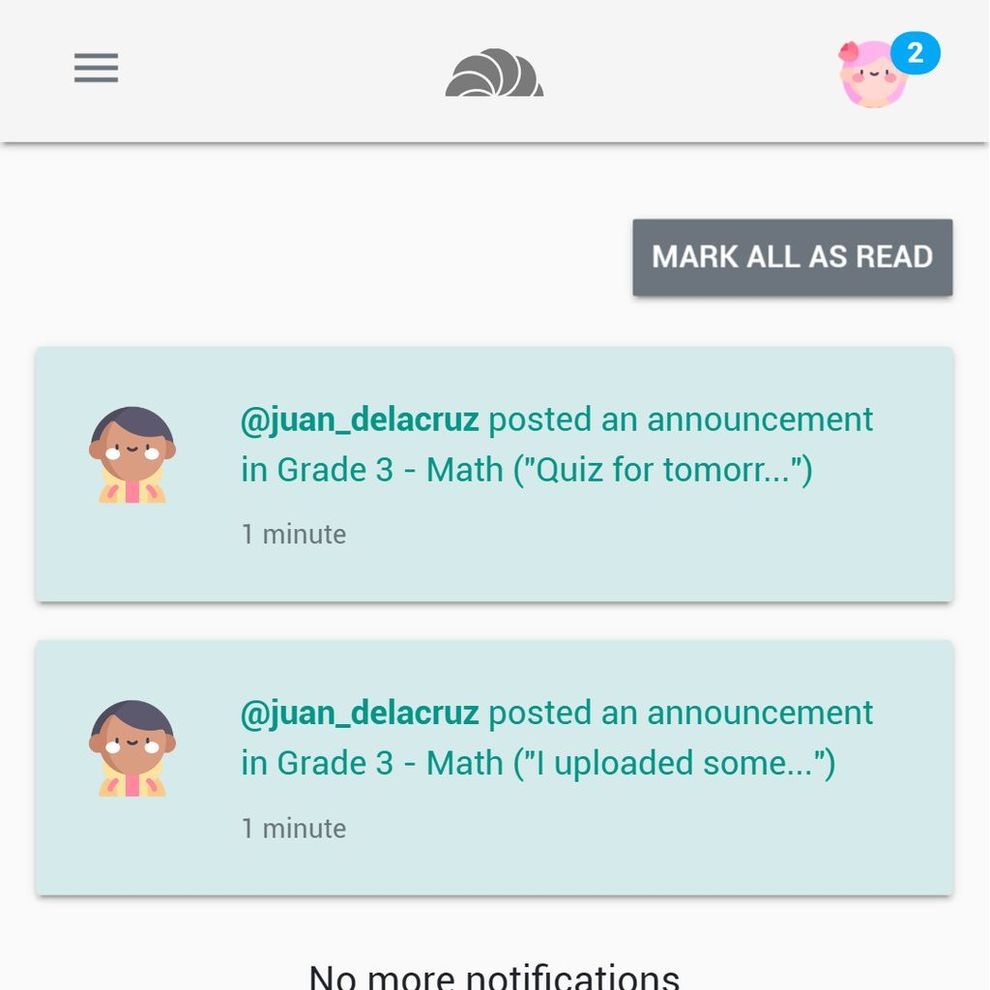 2
MARK ALL AS READ
@juan_delacruz posted an announcement
in Grade 3 - Math ("Quiz for tomorr...")
1 minute
@juan_delacruz posted an announcement
in Grade 3 - Math ("I uploaded some...")
1 minute
No more notifications